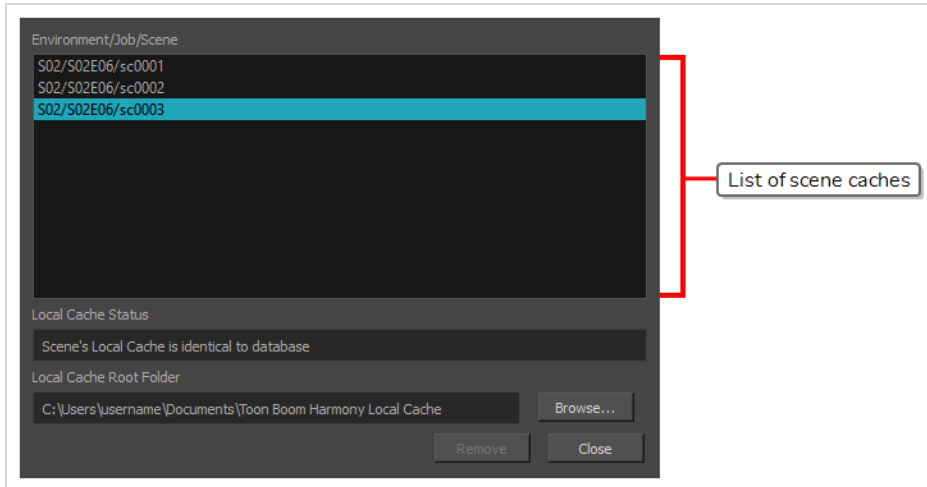 Environment/Job/Scene
S02/S02E06/sc0001
S02/S02E06/sc0002
S02/S02E06/sc0003
List of scene caches
Local Cache Status
Scene's Local Cache is identical to database
Local Cache Root Folder
C:\Users\username\Documents\Toon Boom Harmony Local Cache
Browse...
Remove
Close